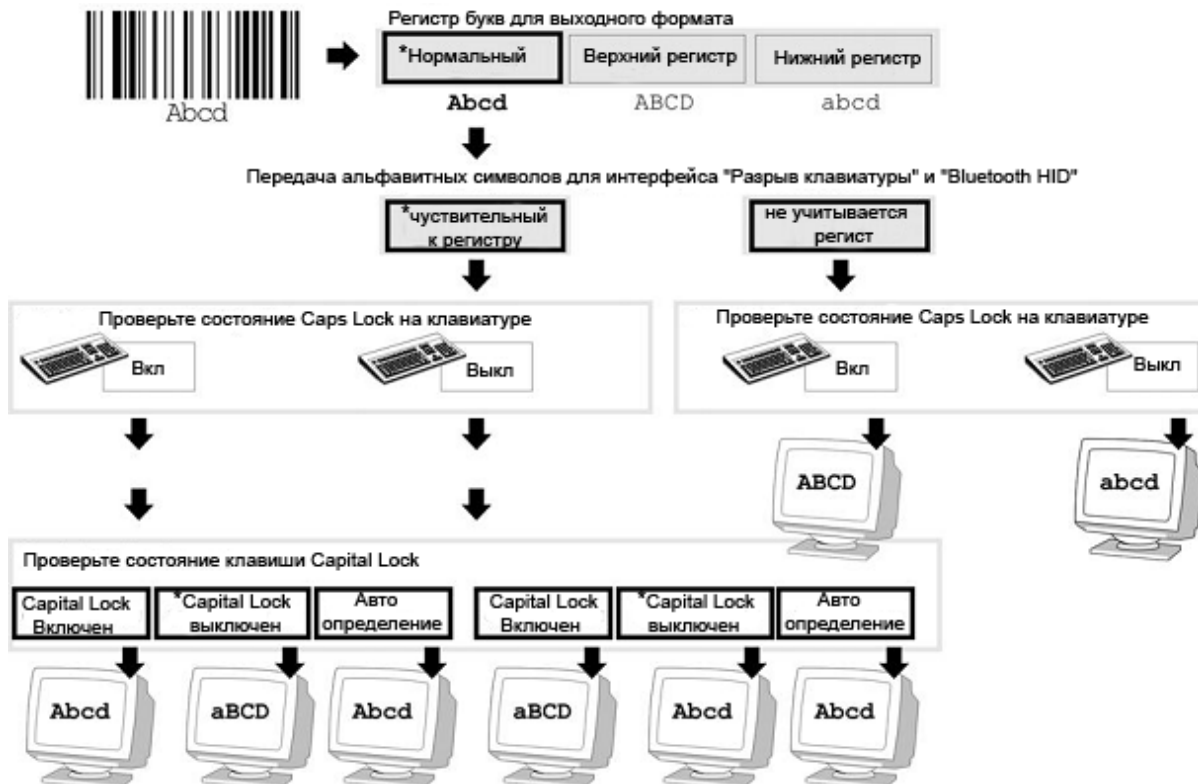 Регистр букв для выходного формата
*Нормальный
Верхний регистр
Нижний регистр
Abcd
Abcd
ABCD
abcd
Передача альфавитных символов для интерфейса "Разрыв клавиатуры" и "Bluetooth HID"
*чуствительный
к регистру
не учитывается
регист
Проверьте состояние Caps Lock на клавиатуре
Вкл
Выкл
Проверьте состояние Caps Lock на клавиатуре
Вкл
Выкл
ABCD
abcd
Проверьте состояние клавиши Capital Lock
Capital Lock
Включен
*Capital Lock
выключен
Авто
определение
Capital Lock
Включен
*Capital Lock
выключен
Авто
определение
Abcd
aBCD
Abcd
aBCD
Abcd
Abcd